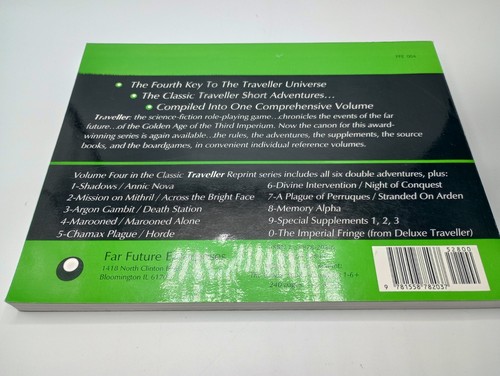 FFE 004
• The Fourth Key To The Traveller Universe
• The Classic Traveller Short Adventures...
• Compiled Into One Comprehensive Volume
Traveller: the science-fiction role-playing game...chronicles the events of the far
future...of the Golden Age of the Third Imperium. Now the canon for this award-
winning series is again available...the rules, the adventures, the supplements, the source
books, and the boardgames, in convenient individual reference volumes.
Volume Four in the Classic Traveller Reprint series includes all six double adventures, plus:
1-Shadows / Annic Nova
2-Mission on Mithril / Across the Bright Face
3-Argon Gambit / Death Station
4-Marooned / Marooned Alone
5-Chamax Plague / Horde
6-Divine Intervention / Night of Conquest
7-A Plague of Perruques / Stranded On Arden
8-Memory Alpha
9-Special Supplements 1, 2, 3
0-The Imperial Fringe (from Deluxe Traveller)
Far Future
1418 North Clinton
Bloomington IL
52800
9 781558 782037